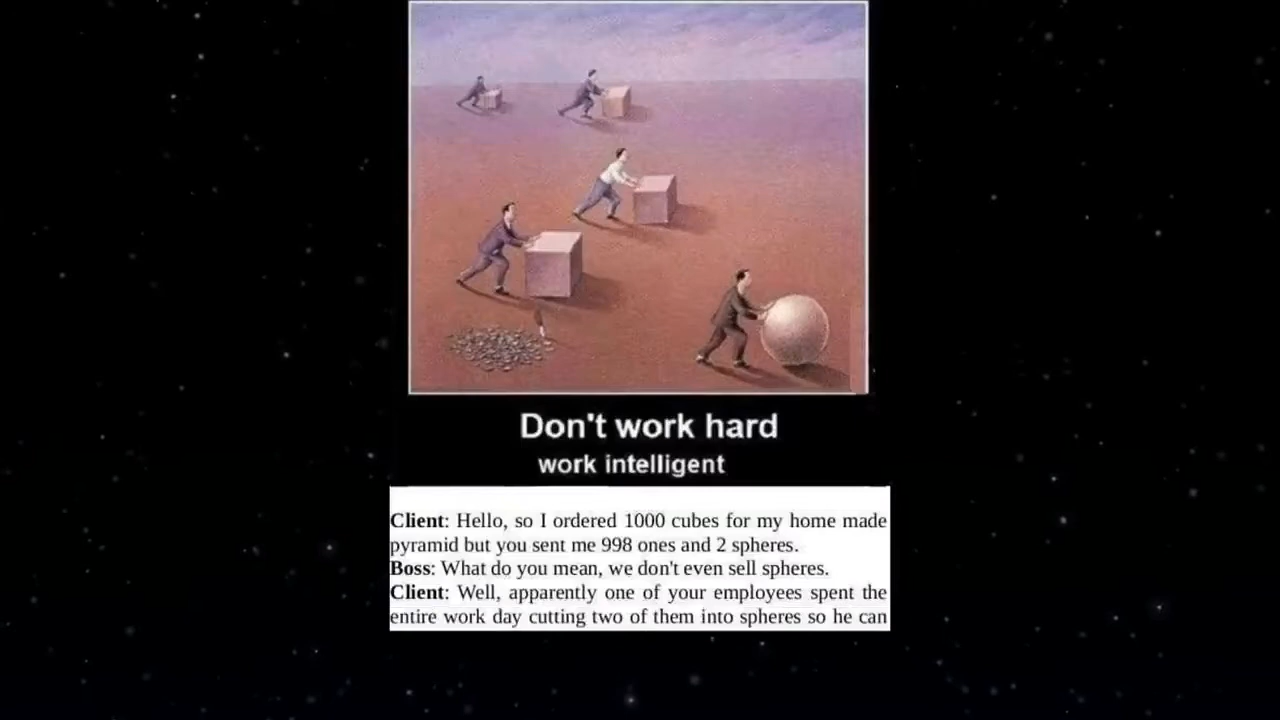 Don't work hard
work intelligent
Client: Hello, so I ordered 1000 cubes for my home made
pyramid but you sent me 998 ones and 2 spheres.
Boss: What do you mean, we don't even sell spheres.
Client: Well, apparently one of your employees spent the
entire work day cutting two of them into spheres so he can